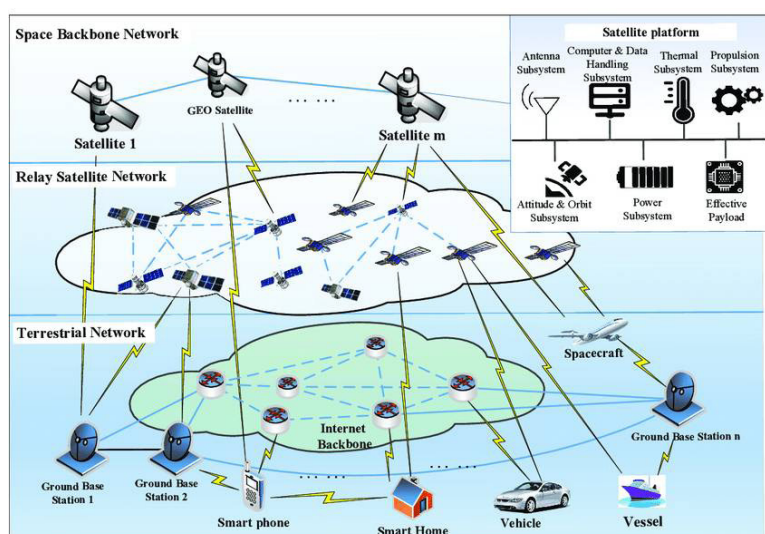 Space Backbone Network
GEO Satellite
... ...
Satellite 1
Satellite m
Satellite platform
Antenna
Subsystem
Computer & Data
Handling
Subsystem
Thermal
Subsystem
Propulsion
Subsystem
Attitude & Orbit
Subsystem
Power
Subsystem
Effective
Payload
Relay Satellite Network
Terrestrial Network
Spacecraft
Internet
Backbone
Ground Base
Station 1
Ground Base
Station 2
... ...
... ...
Ground Base Station n
Smart phone
Smart Home
Vehicle
Vessel